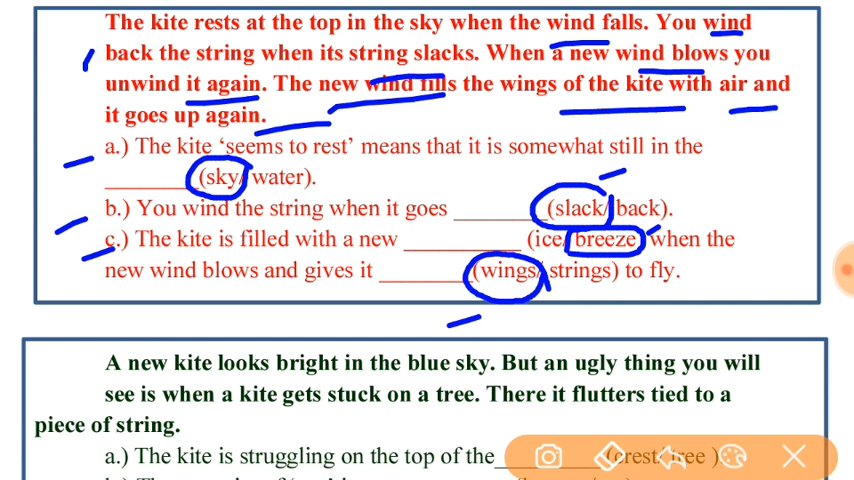 The kite rests at the top in the sky when the wind falls. You wind
back the string when its string slacks. When a new wind blows you
unwind it again. The new wind fills the wings of the kite with air and
it goes up again.
a.) The kite ‘seems to rest’ means that it is somewhat still in the
________(sky/ water).
b.) You wind the string when it goes ________(slack/ back).
c.) The kite is filled with a new __________ (ice/ breeze) when the
new wind blows and gives it ________(wings/ strings) to fly.
A new kite looks bright in the blue sky. But an ugly thing you will
see is when a kite gets stuck on a tree. There it flutters tied to a
piece of string.
a.) The kite is struggling on the top of the_________ (crest/ tree ).